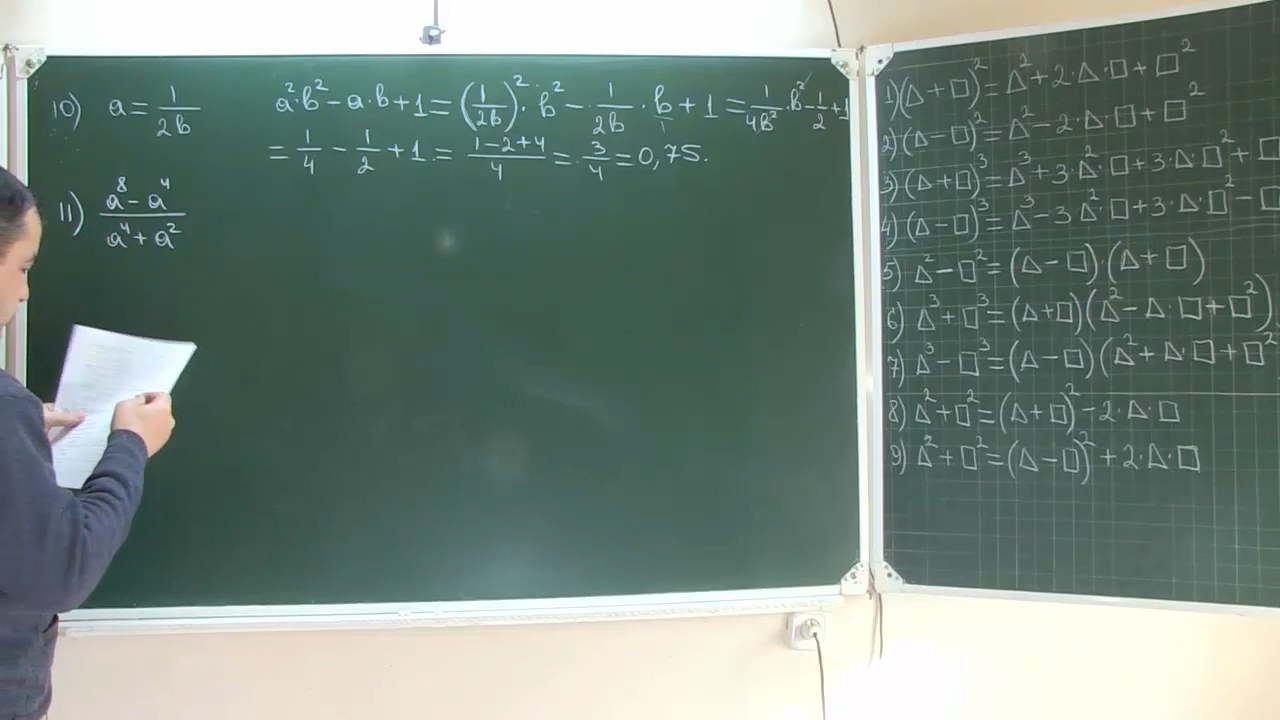 10) a = 1/(2b)   a²·b² − a·b + 1 = (1/(2b))² · b² − 1/(2b) · b + 1 = 1/(4b²) · b² − 1/2 + 1
= 1/4 − 1/2 + 1 = (1−2+4)/4 = 3/4 = 0,75.
11) (a⁸ − a⁴)/(a⁴ + a²)
1) (△ + □)² = △² + 2·△·□ + □²
2) (△ − □)² = △² − 2·△·□ + □²
3) (△ + □)³ = △³ + 3·△²·□ + 3·△·□² + □
4) (△ − □)³ = △³ − 3·△²·□ + 3·△·□² − □
5) △² − □² = (△ − □)·(△ + □)
6) △³ + □³ = (△ + □)(△² − △·□ + □²)
7) △³ − □³ = (△ − □)(△² + △·□ + □²
8) △² + □² = (△ + □)² − 2·△·□
9) △² + □² = (△ − □)² + 2·△·□